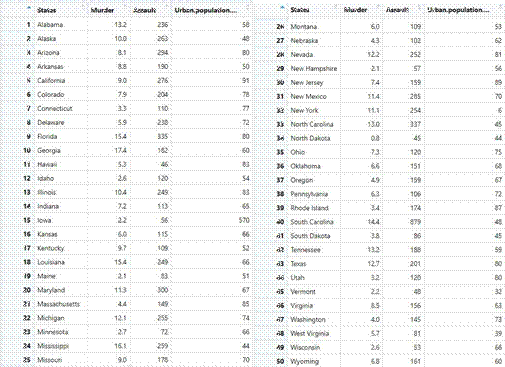 States Murder Assault Urban.population....
1 Alabama 13.2 236 58
2 Alaska 10.0 263 48
3 Arizona 8.1 294 80
4 Arkansas 8.8 190 50
5 California 9.0 276 91
6 Colorado 7.9 204 78
7 Connecticut 3.3 110 77
8 Delaware 5.9 238 72
9 Florida 15.4 335 80
10 Georgia 17.4 182 60
11 Hawaii 5.3 46 83
12 Idaho 2.6 120 54
13 Illinois 10.4 249 83
14 Indiana 7.2 113 65
15 Iowa 2.2 56 570
16 Kansas 6.0 115 66
17 Kentucky 9.7 109 52
18 Louisiana 15.4 249 66
19 Maine 2.1 83 51
20 Maryland 11.3 300 67
21 Massachusetts 4.4 149 85
22 Michigan 12.1 255 74
23 Minnesota 2.7 72 66
24 Mississippi 16.1 259 44
25 Missouri 9.0 178 70
States Murder Assault Urban.population....
26 Montana 6.0 109 53
27 Nebraska 4.3 102 62
28 Nevada 12.2 252 81
29 New Hampshire 2.1 57 56
30 New Jersey 7.4 159 89
31 New Mexico 11.4 285 70
32 New York 11.1 254 6
33 North Carolina 13.0 337 45
34 North Dakota 0.8 45 44
35 Ohio 7.3 120 75
36 Oklahoma 6.6 151 68
37 Oregon 4.9 159 67
38 Pennsylvania 6.3 106 72
39 Rhode Island 3.4 174 87
40 South Carolina 14.4 879 48
41 South Dakota 3.8 86 45
42 Tennessee 13.2 188 59
43 Texas 12.7 201 80
44 Utah 3.2 120 80
45 Vermont 2.2 48 32
46 Virginia 8.5 156 63
47 Washington 4.0 145 73
48 West Virginia 5.7 81 39
49 Wisconsin 2.6 53 66
50 Wyoming 6.8 161 60